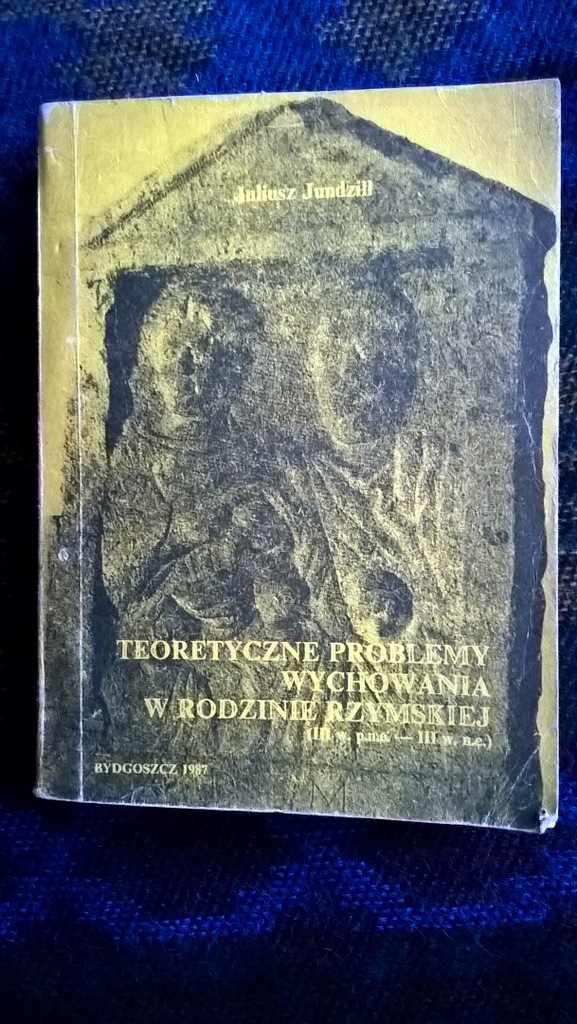 Juliusz Jundziłł
TEORETYCZNE PROBLEMY
WYCHOWANIA
W RODZINIE RZYMSKIEJ
(III w. p.n.e. — III w. n.e.)
BYDGOSZCZ 1987